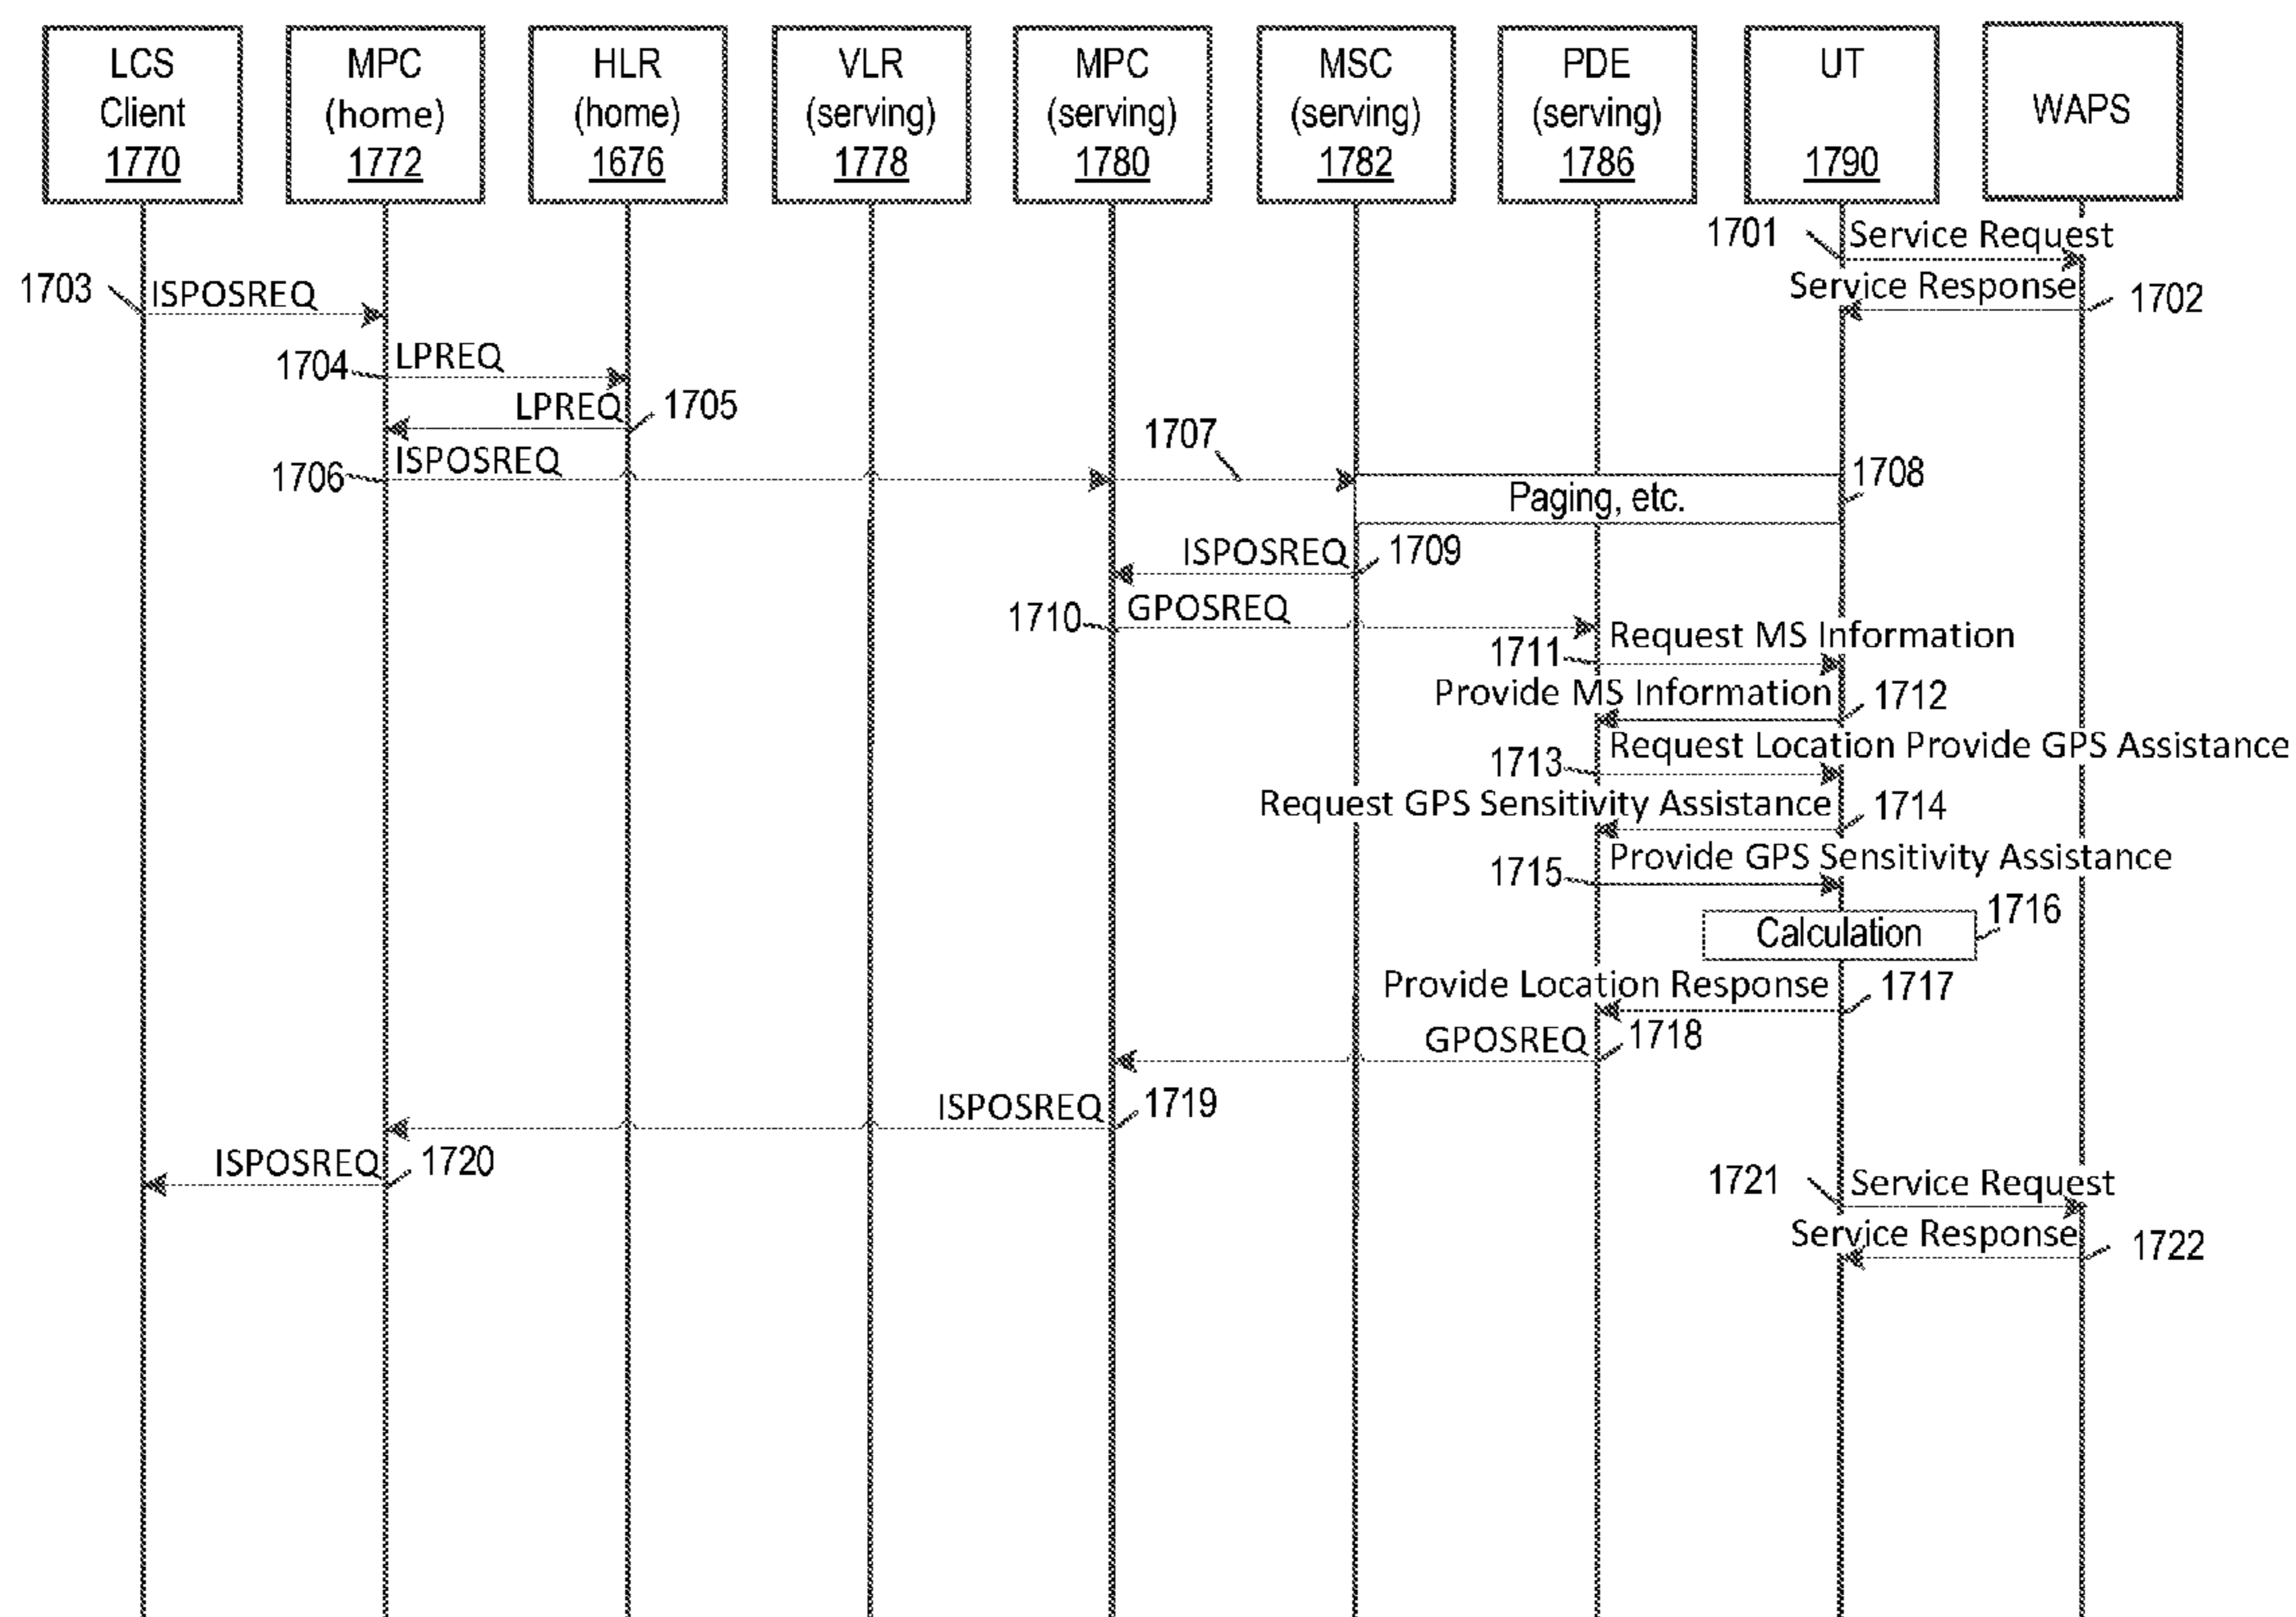 LCS
Client
1770
MPC
(home)
1772
HLR
(home)
1676
VLR
(serving)
1778
MPC
(serving)
1780
MSC
(serving)
1782
PDE
(serving)
1786
UT
1790
WAPS
1701
Service Request
Service Response
1702
1703
ISPOSREQ
1704
LPREQ
LPREQ
1705
1706
ISPOSREQ
1707
Paging, etc.
1708
ISPOSREQ
1709
1710
GPOSREQ
1711
Request MS Information
Provide MS Information
1712
1713
Request Location Provide GPS Assistance
Request GPS Sensitivity Assistance
1714
1715
Provide GPS Sensitivity Assistance
Calculation
1716
Provide Location Response
1717
GPOSREQ
1718
ISPOSREQ
1719
ISPOSREQ
1720
1721
Service Request
Service Response
1722